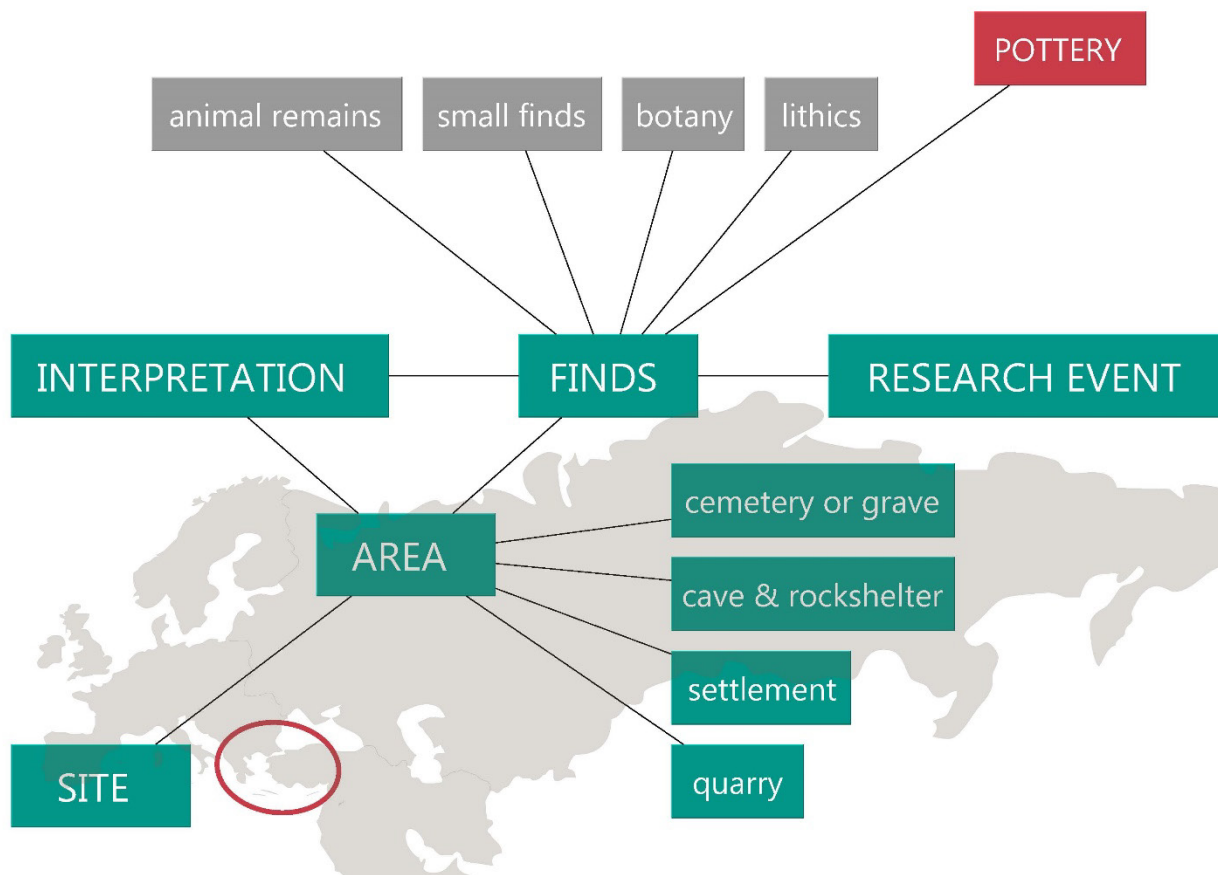 POTTERY
animal remains
small finds
botany
lithics
INTERPRETATION
FINDS
RESEARCH EVENT
cemetery or grave
AREA
cave & rockshelter
settlement
SITE
quarry